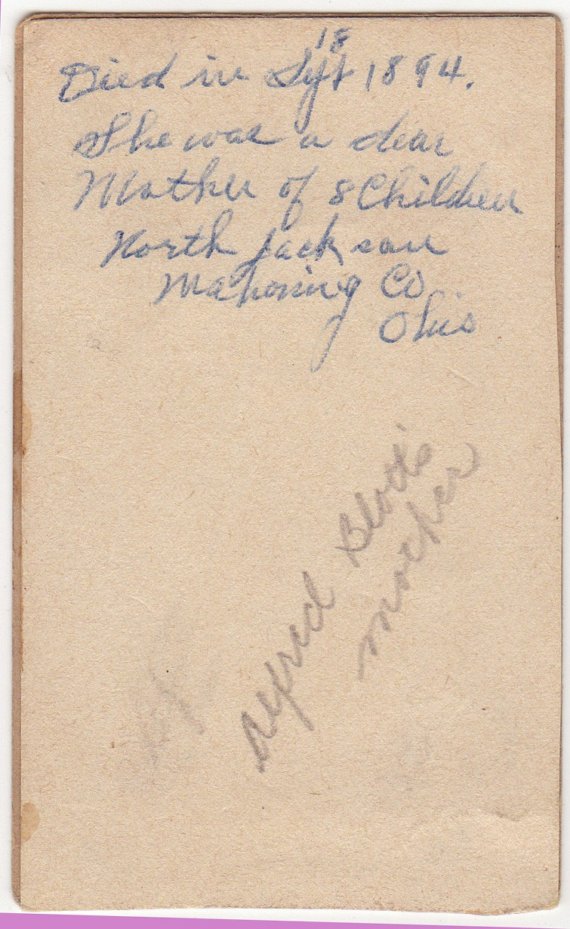 18
Died in Sept 1894.
She was a dear
Mother of 8 Children
North Jackson
Mahoning Co
Ohio
Alfred
Mother